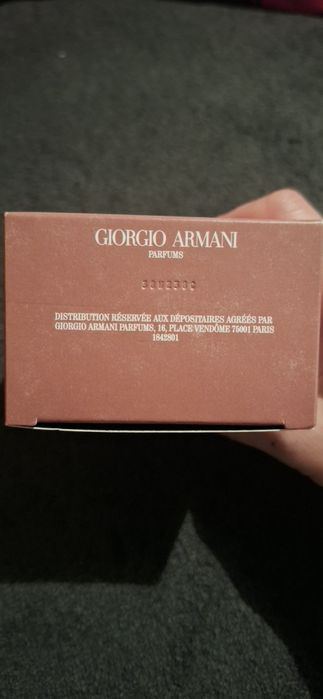 GIORGIO ARMANI
PARFUMS
DISTRIBUTION RÉSERVÉE AUX DÉPOSITAIRES AGRÉÉS PAR
GIORGIO ARMANI PARFUMS, 16, PLACE VENDÔME 75001 PARIS
1842801